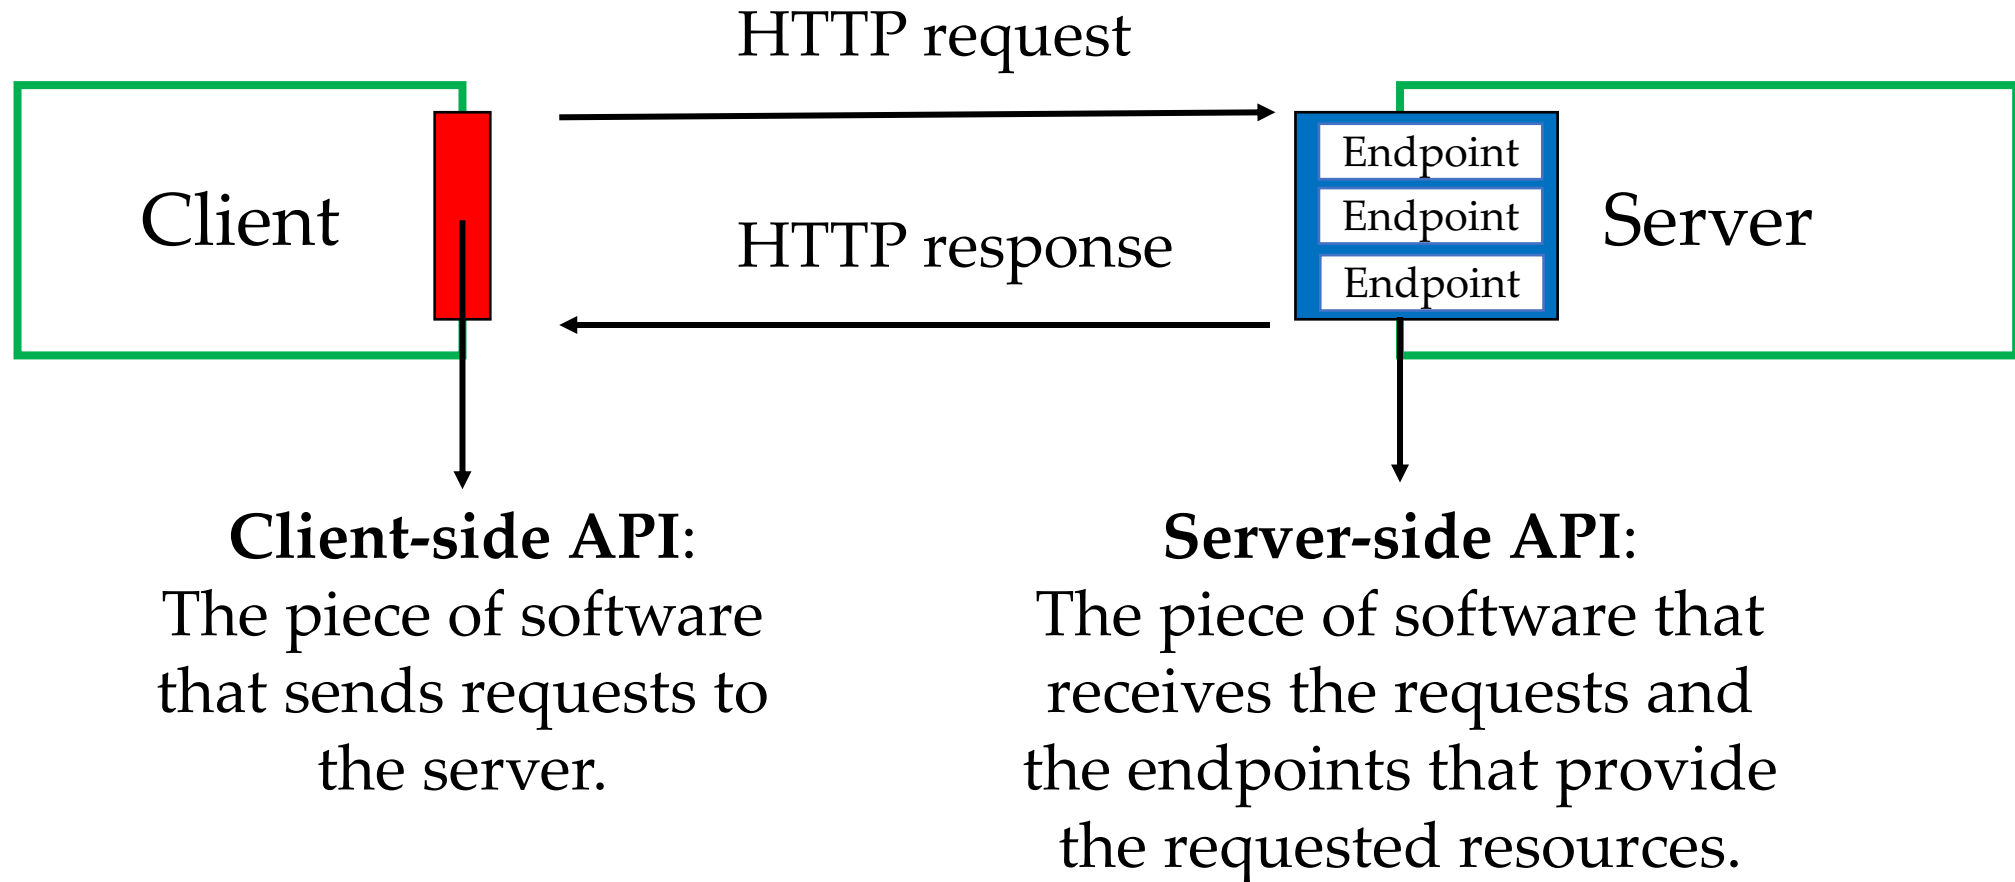 HTTP request
Client
Endpoint
Endpoint
Endpoint
Server
HTTP response
Client-side API:
The piece of software
that sends requests to
the server.
Server-side API:
The piece of software that
receives the requests and
the endpoints that provide
the requested resources.